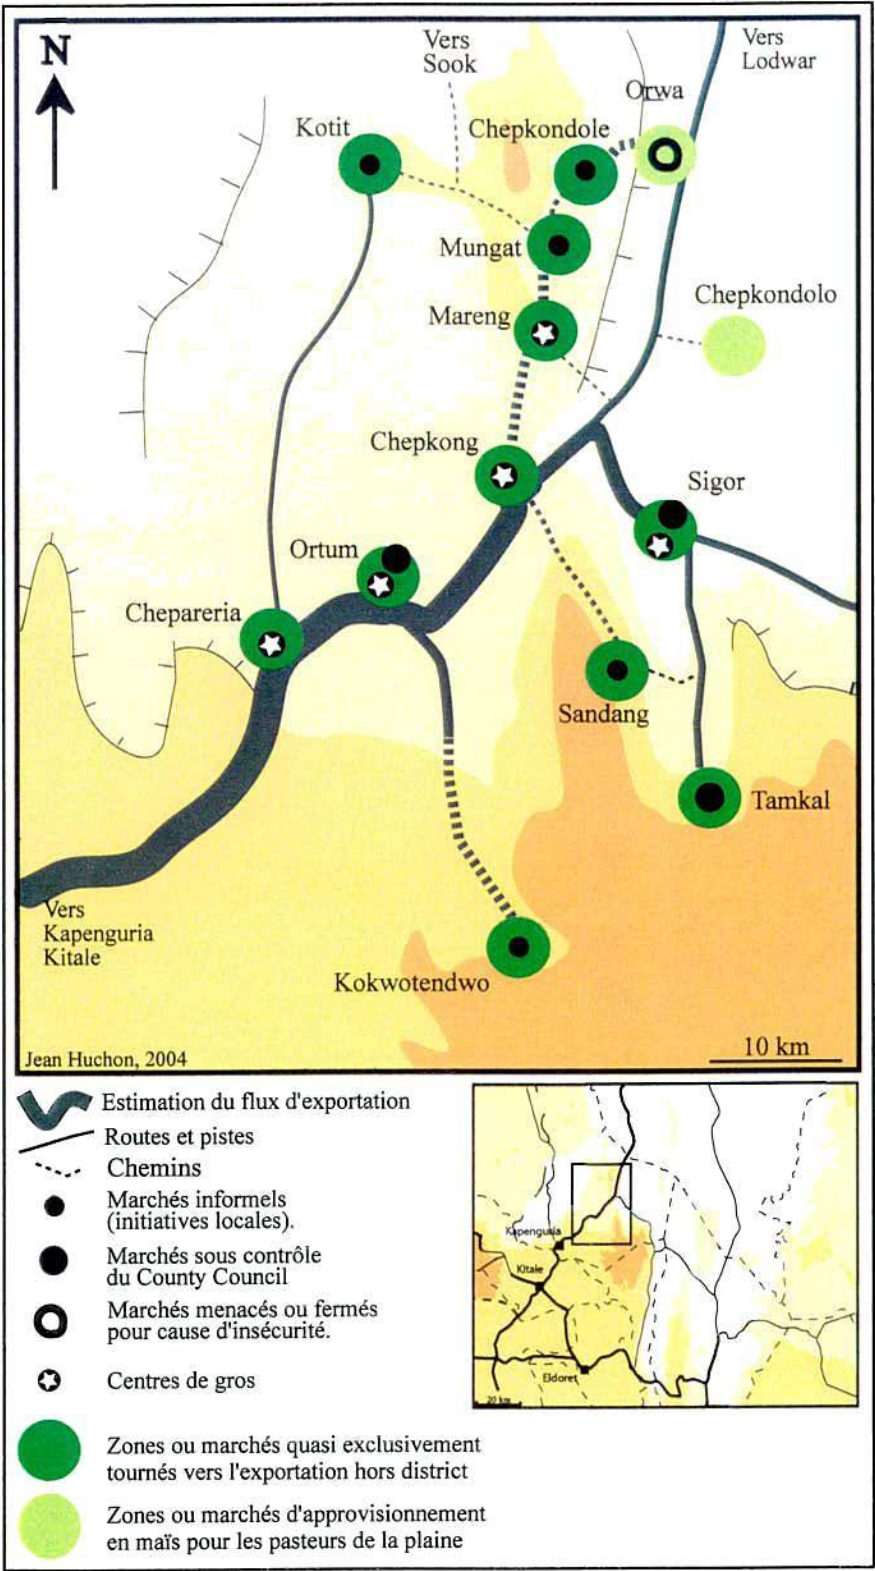 N
Vers
Sook
Vers
Lodwar
Orwa
Kotit
Chepkondole
Mungat
Chepkondolo
Mareng
Chepkong
Sigor
Ortum
Chepareria
Sandang
Tamkal
Vers
Kapenguria
Kitale
Kokwotendwo
Jean Huchon, 2004
10 km
Estimation du flux d'exportation
Routes et pistes
Chemins
Marchés informels
(initiatives locales).
Marchés sous contrôle
du County Council
Marchés menacés ou fermés
pour cause d'insécurité.
Centres de gros
Zones ou marchés quasi exclusivement
tournés vers l'exportation hors district
Zones ou marchés d'approvisionnement
en maïs pour les pasteurs de la plaine
Kapenguria
Kitale
Eldoret
20 km